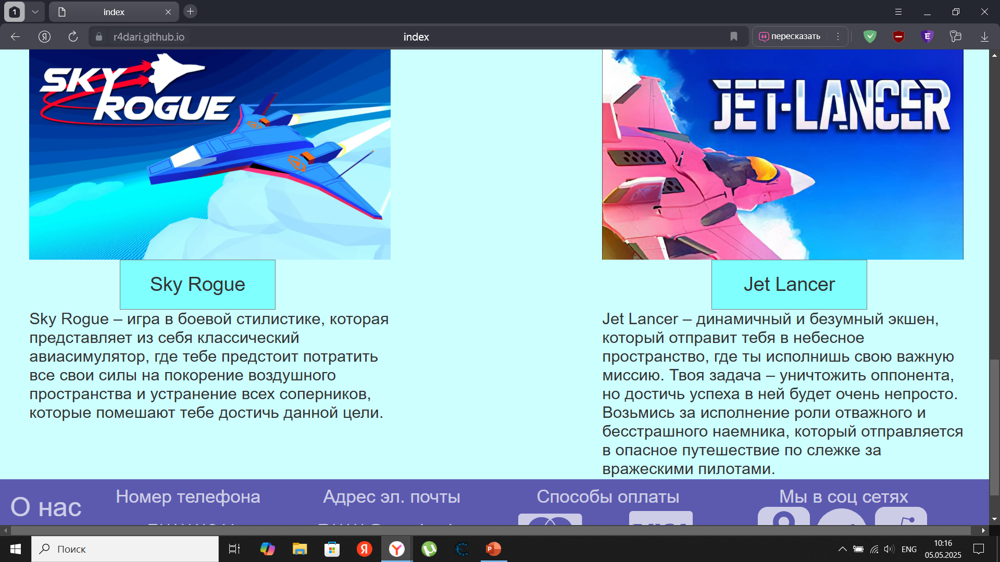 1
index
r4dari.github.io
index
пересказать
SKY
ROGUE
JET-LANCER
Sky Rogue
Jet Lancer
Sky Rogue – игра в боевой стилистике, которая
представляет из себя классический
авиасимулятор, где тебе предстоит потратить
все свои силы на покорение воздушного
пространства и устранение всех соперников,
которые помешают тебе достичь данной цели.
Jet Lancer – динамичный и безумный экшен,
который отправит тебя в небесное
пространство, где ты исполнишь свою важную
миссию. Твоя задача – уничтожить оппонента,
но достичь успеха в ней будет очень непросто.
Возьмись за исполнение роли отважного и
бесстрашного наемника, который отправляется
в опасное путешествие по слежке за
вражескими пилотами.
О нас
Номер телефона
Адрес эл. почты
Способы оплаты
Мы в соц сетях
Поиск
ENG
10:16
05.05.2025